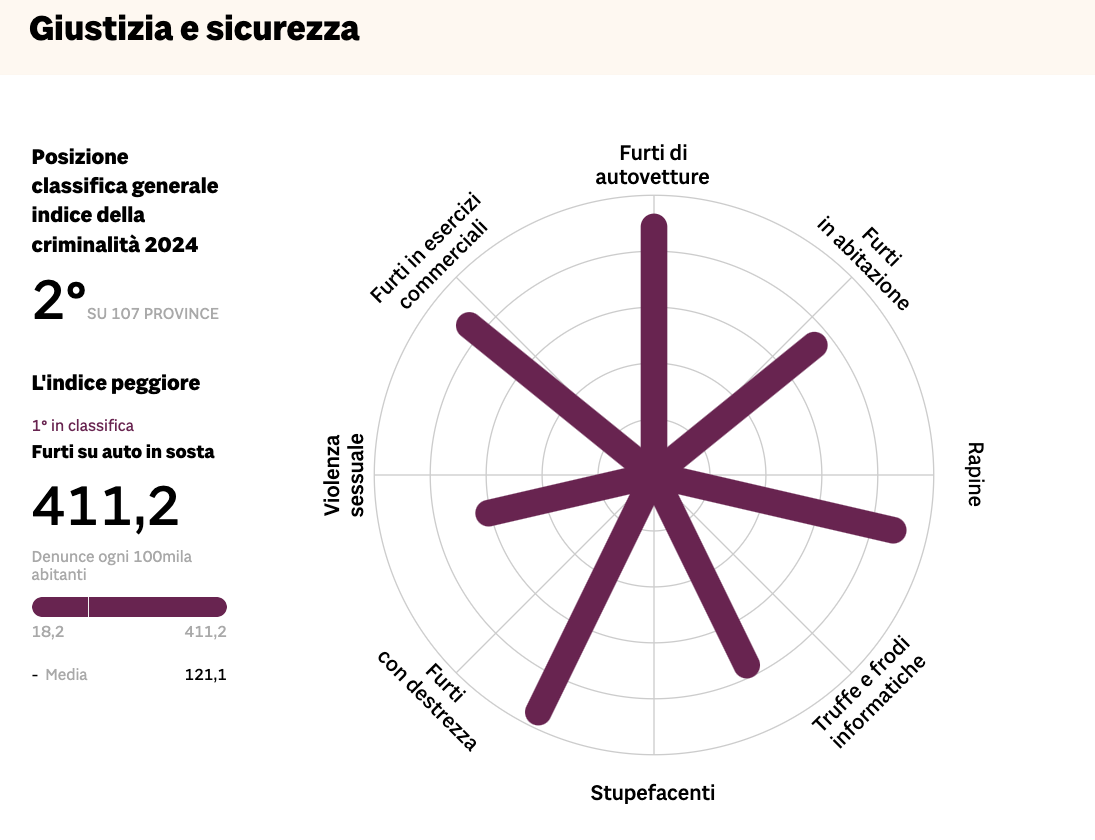 Giustizia e sicurezza
Posizione
classifica generale
indice della
criminalità 2024
2° SU 107 PROVINCE
L'indice peggiore
1° in classifica
Furti su auto in sosta
411,2
Denunce ogni 100mila
abitanti
18,2 411,2
- Media 121,1
Furti di
autovetture
Furti
in abitazione
Rapine
Truffe e frodi
informatiche
Stupefacenti
Furti
con destrezza
Violenza
sessuale
Furti in esercizi
commerciali